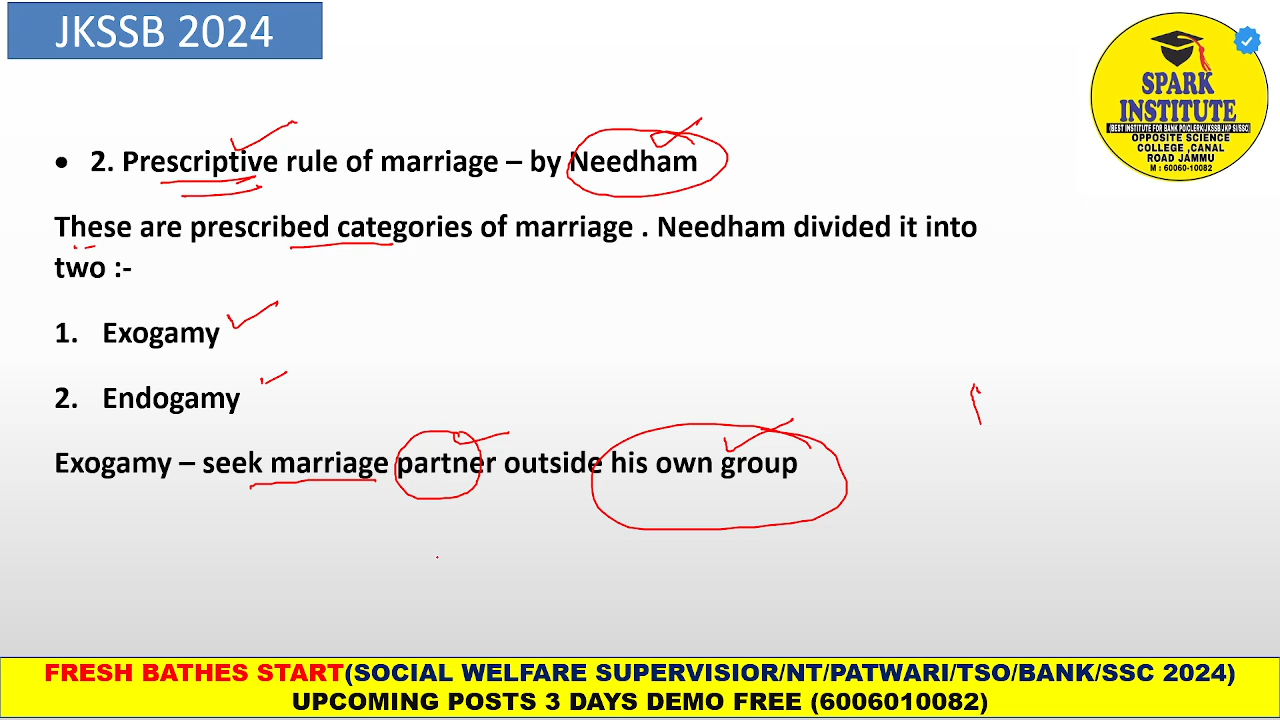 JKSSB 2024
SPARK
INSTITUTE
(BEST INSTITUTE FOR BANK PO/CLERK/JKSSB/JKP SI/SSC)
OPPOSITE SCIENCE
COLLEGE ,CANAL
ROAD JAMMU
M : 60060-10082
• 2. Prescriptive rule of marriage – by Needham
These are prescribed categories of marriage . Needham divided it into
two :-
1. Exogamy
2. Endogamy
Exogamy – seek marriage partner outside his own group
FRESH BATHES START(SOCIAL WELFARE SUPERVISIOR/NT/PATWARI/TSO/BANK/SSC 2024)
UPCOMING POSTS 3 DAYS DEMO FREE (6006010082)